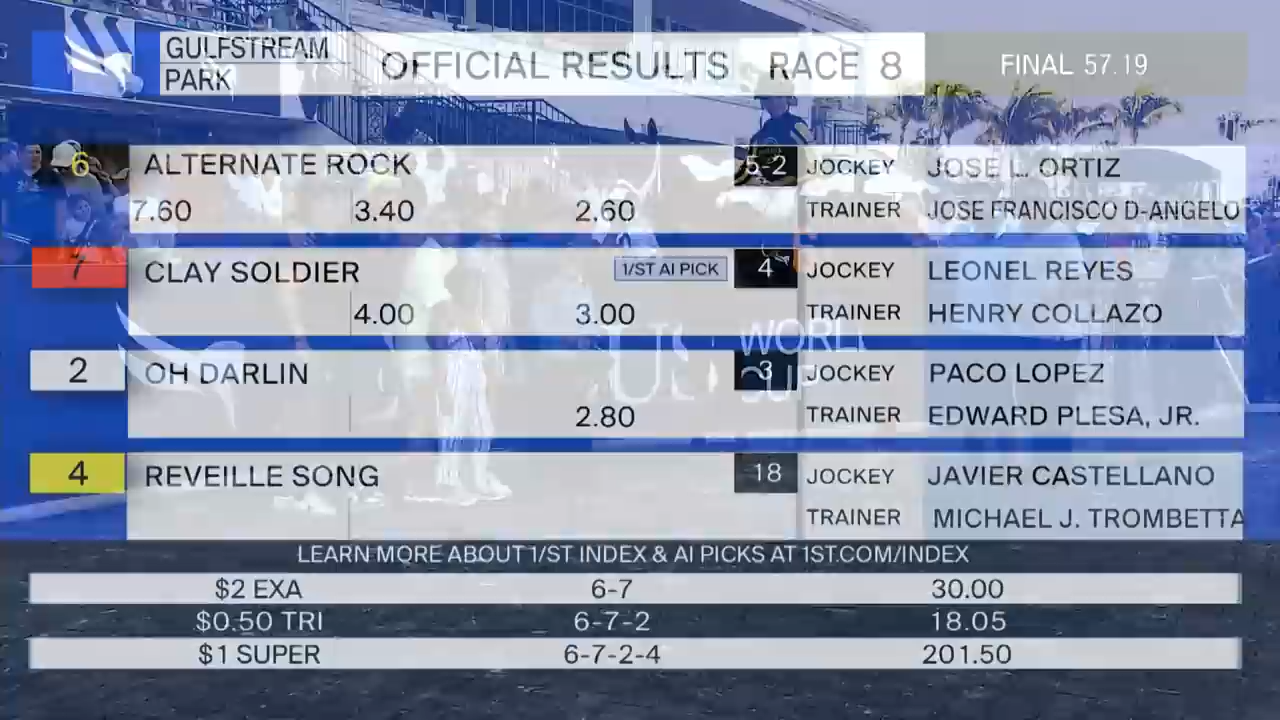 GULFSTREAM
PARK
OFFICIAL RESULTS RACE 8
FINAL 57.19
6 ALTERNATE ROCK 5-2 JOCKEY JOSE L. ORTIZ
7.60 3.40 2.60 TRAINER JOSE FRANCISCO D-ANGELO
7 CLAY SOLDIER 1/ST AI PICK 4 JOCKEY LEONEL REYES
4.00 3.00 TRAINER HENRY COLLAZO
WORLD
CUP
2 OH DARLIN 3 JOCKEY PACO LOPEZ
2.80 TRAINER EDWARD PLESA, JR.
4 REVEILLE SONG 18 JOCKEY JAVIER CASTELLANO
TRAINER MICHAEL J. TROMBETTA
LEARN MORE ABOUT 1/ST INDEX & AI PICKS AT 1ST.COM/INDEX
$2 EXA 6-7 30.00
$0.50 TRI 6-7-2 18.05
$1 SUPER 6-7-2-4 201.50